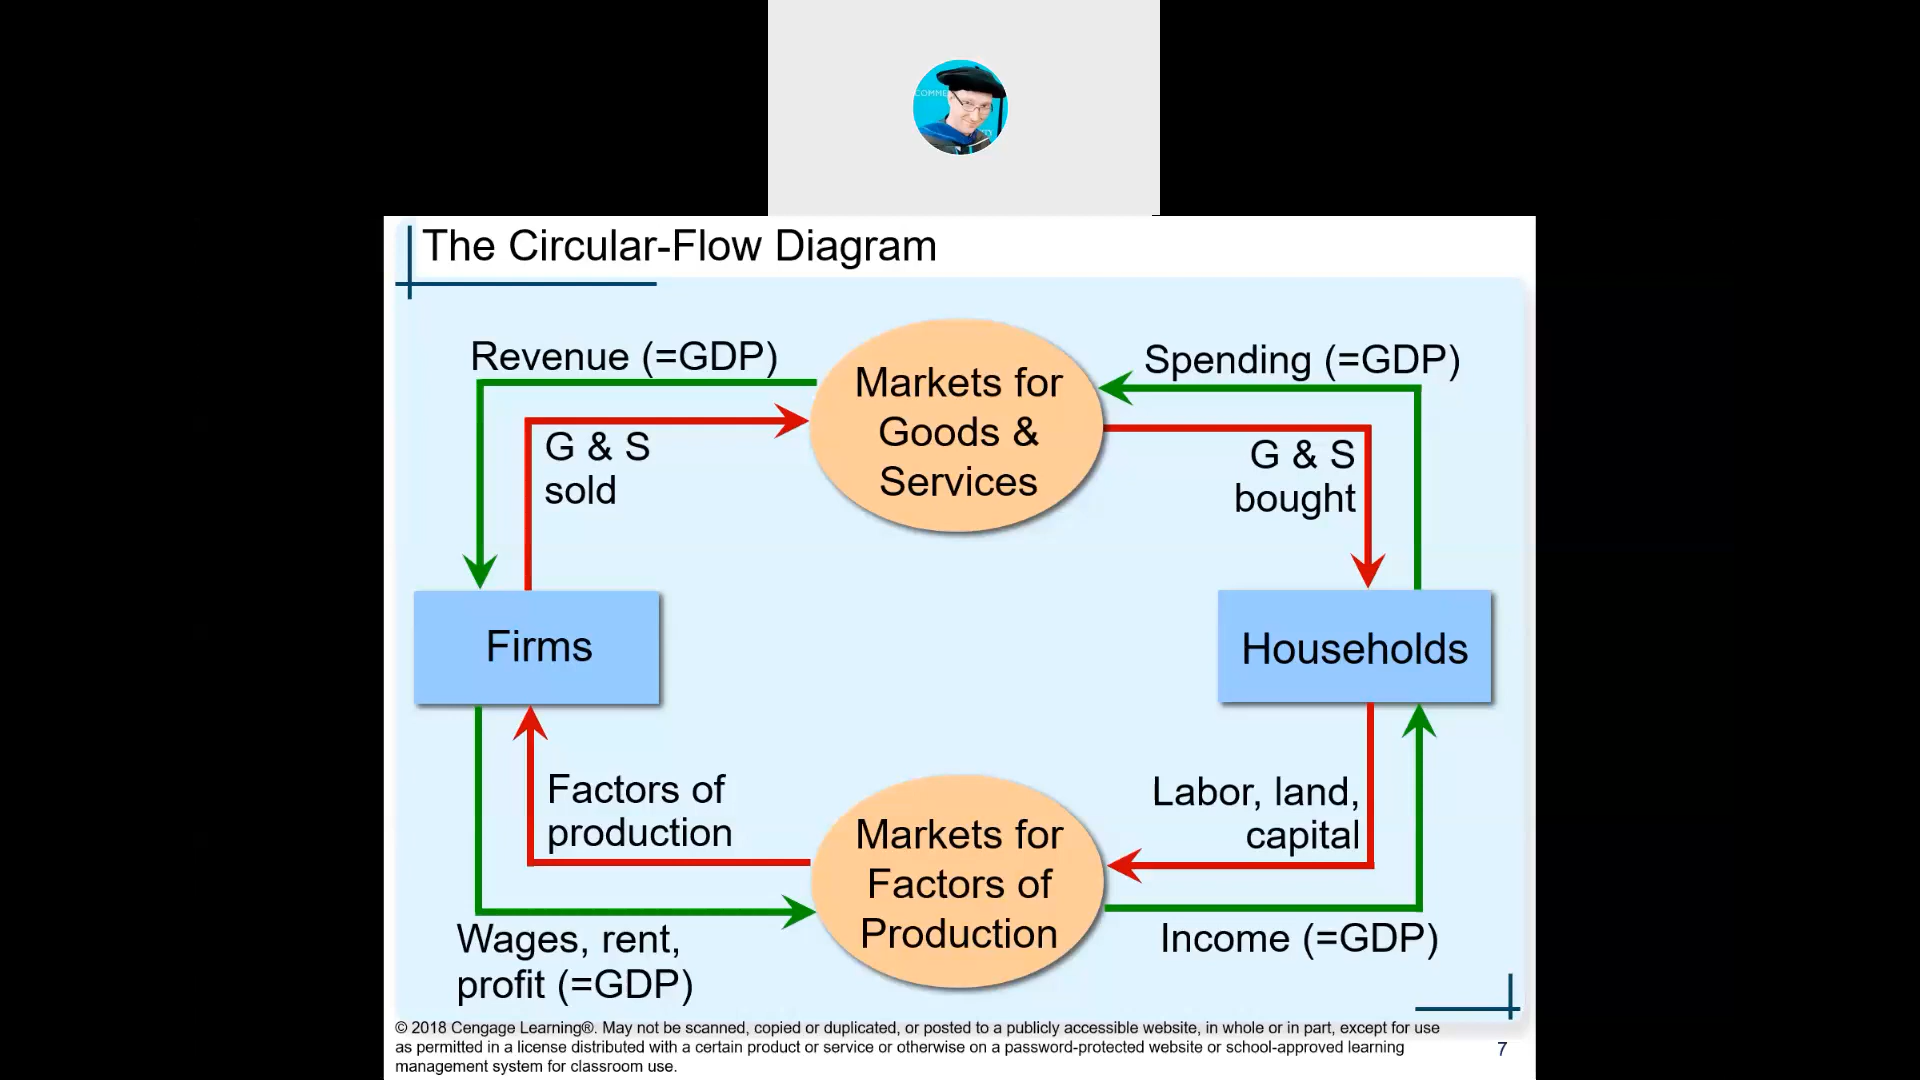 COMME
The Circular-Flow Diagram
Revenue (=GDP)
Spending (=GDP)
Markets for
Goods &
Services
G & S
sold
G & S
bought
Firms
Households
Factors of
production
Labor, land,
capital
Markets for
Factors of
Production
Wages, rent,
profit (=GDP)
Income (=GDP)
© 2018 Cengage Learning®. May not be scanned, copied or duplicated, or posted to a publicly accessible website, in whole or in part, except for use
as permitted in a license distributed with a certain product or service or otherwise on a password-protected website or school-approved learning
management system for classroom use.
7